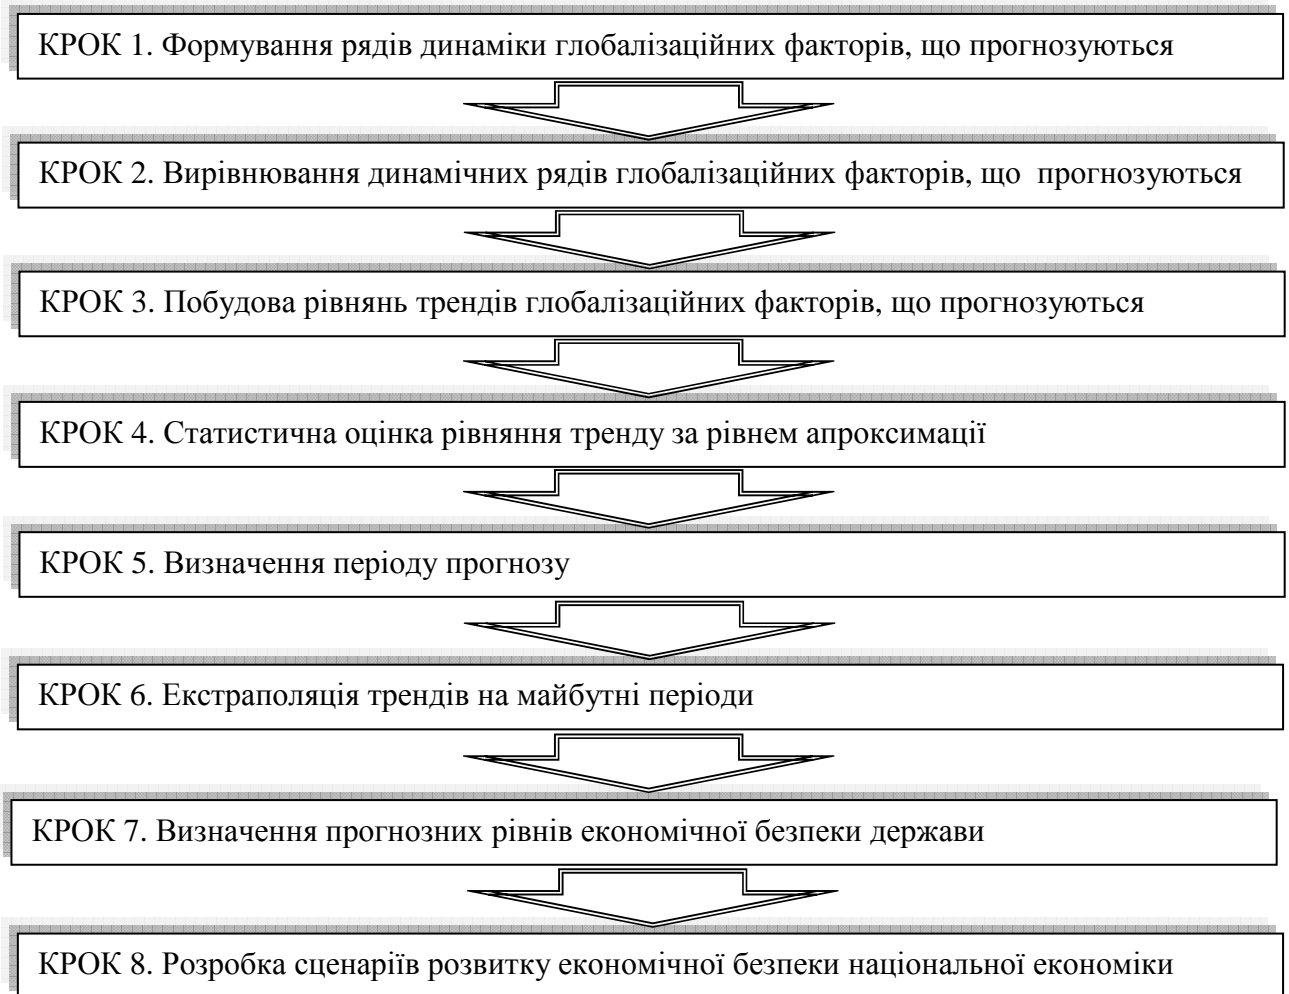 КРОК 1. Формування рядів динаміки глобалізаційних факторів, що прогнозуються
КРОК 2. Вирівнювання динамічних рядів глобалізаційних факторів, що прогнозуються
КРОК 3. Побудова рівнянь трендів глобалізаційних факторів, що прогнозуються
КРОК 4. Статистична оцінка рівняння тренду за рівнем апроксимації
КРОК 5. Визначення періоду прогнозу
КРОК 6. Екстраполяція трендів на майбутні періоди
КРОК 7. Визначення прогнозних рівнів економічної безпеки держави
КРОК 8. Розробка сценаріїв розвитку економічної безпеки національної економіки